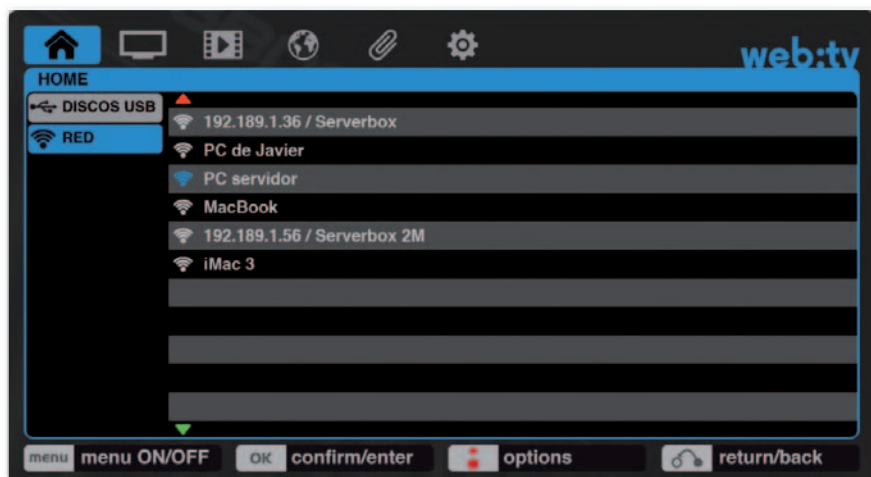 web:tv
HOME
DISCOS USB
RED
192.189.1.36 / Serverbox
PC de Javier
PC servidor
MacBook
192.189.1.56 / Serverbox 2M
iMac 3
menu menu ON/OFF OK confirm/enter options return/back